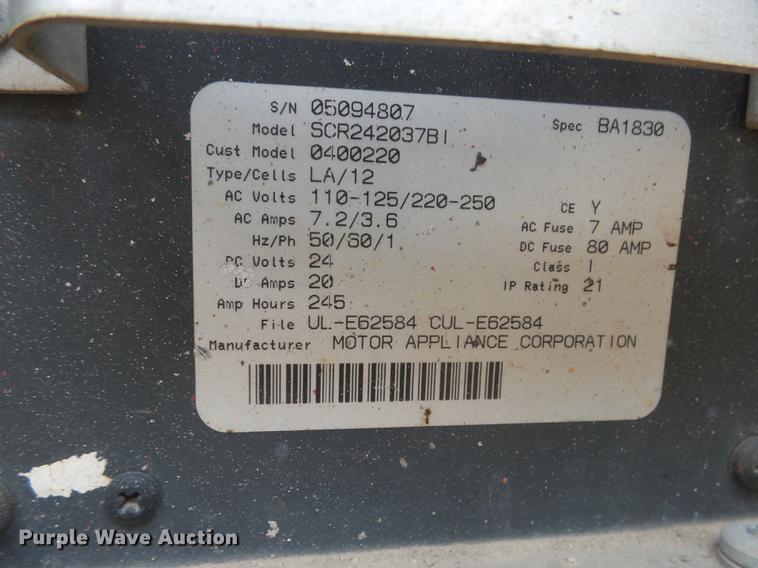 S/N 05094807
Model SCR242037BI Spec BA1830
Cust Model 0400220
Type/Cells LA/12
AC Volts 110-125/220-250 CE Y
AC Amps 7.2/3.6 AC Fuse 7 AMP
Hz/Ph 50/60/1 DC Fuse 80 AMP
DC Volts 24 Class I
DC Amps 20 IP Rating 21
Amp Hours 245
File UL-E62584 CUL-E62584
Manufacturer MOTOR APPLIANCE CORPORATION
Purple Wave Auction